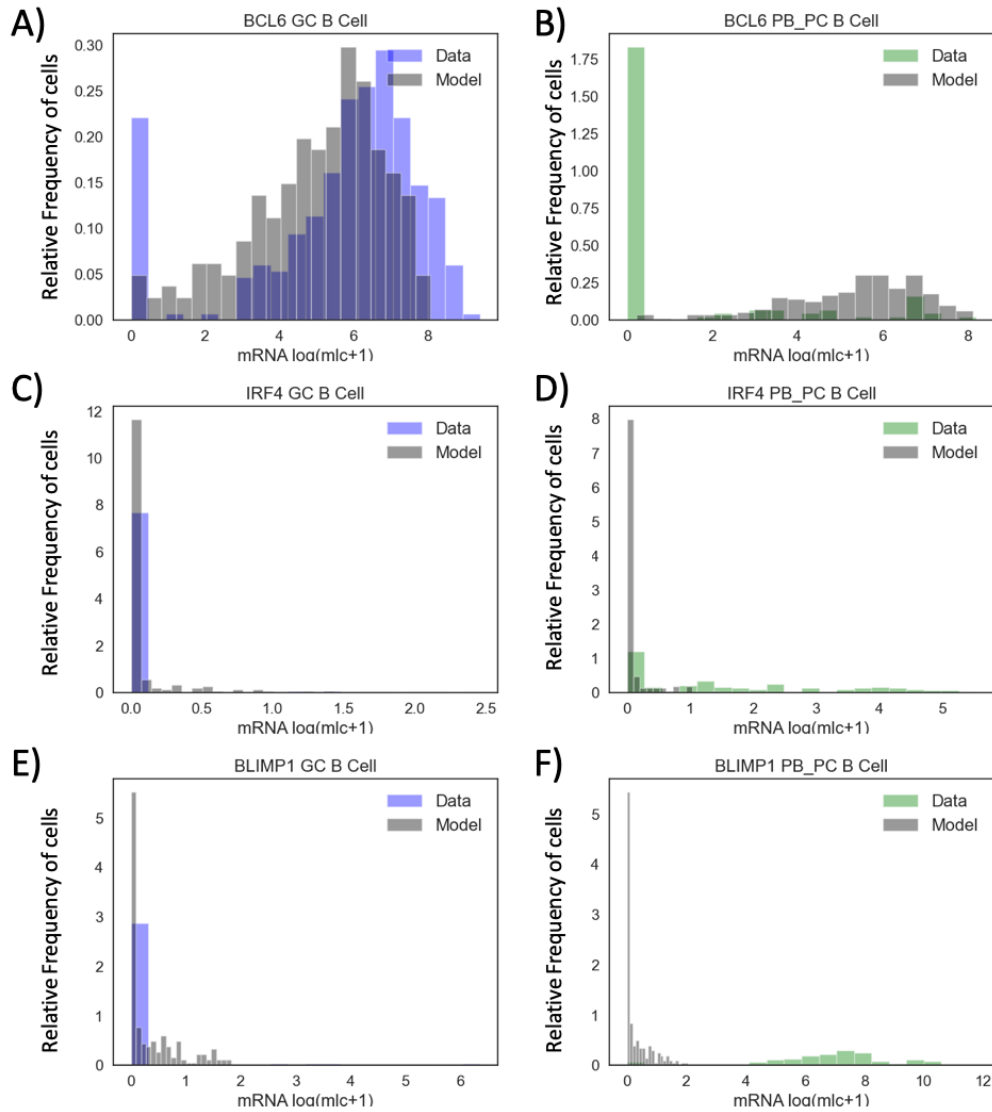 A)
BCL6 GC B Cell
Relative Frequency of cells
0.30
0.25
0.20
0.15
0.10
0.05
0.00
Data
Model
0 2 4 6 8
mRNA log(mlc+1)
B)
BCL6 PB_PC B Cell
Relative Frequency of cells
1.75
1.50
1.25
1.00
0.75
0.50
0.25
0.00
Data
Model
0 2 4 6 8
mRNA log(mlc+1)
C)
IRF4 GC B Cell
Relative Frequency of cells
12
10
8
6
4
2
0
Data
Model
0.0 0.5 1.0 1.5 2.0 2.5
mRNA log(mlc+1)
D)
IRF4 PB_PC B Cell
Relative Frequency of cells
8
7
6
5
4
3
2
1
0
Data
Model
0 1 2 3 4 5
mRNA log(mlc+1)
E)
BLIMP1 GC B Cell
Relative Frequency of cells
5
4
3
2
1
0
Data
Model
0 1 2 3 4 5 6
mRNA log(mlc+1)
F)
BLIMP1 PB_PC B Cell
Relative Frequency of cells
5
4
3
2
1
0
Data
Model
0 2 4 6 8 10 12
mRNA log(mlc+1)